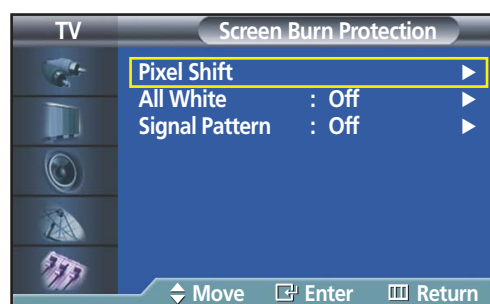 TV Screen Burn Protection
Pixel Shift
All White : Off
Signal Pattern : Off
Move Enter Return